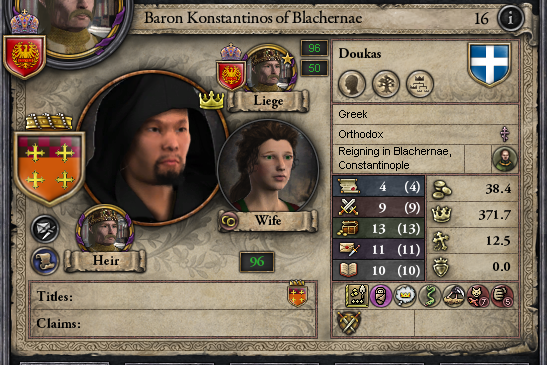 Baron Konstantinos of Blachernae 16
96
50
Liege
Doukas
Greek
Orthodox
Reigning in Blachernae,
Constantinople
Wife
Heir
96
4 (4) 38.4
9 (9) 371.7
13 (13) 12.5
11 (11) 0.0
10 (10)
7 5
Titles:
Claims: